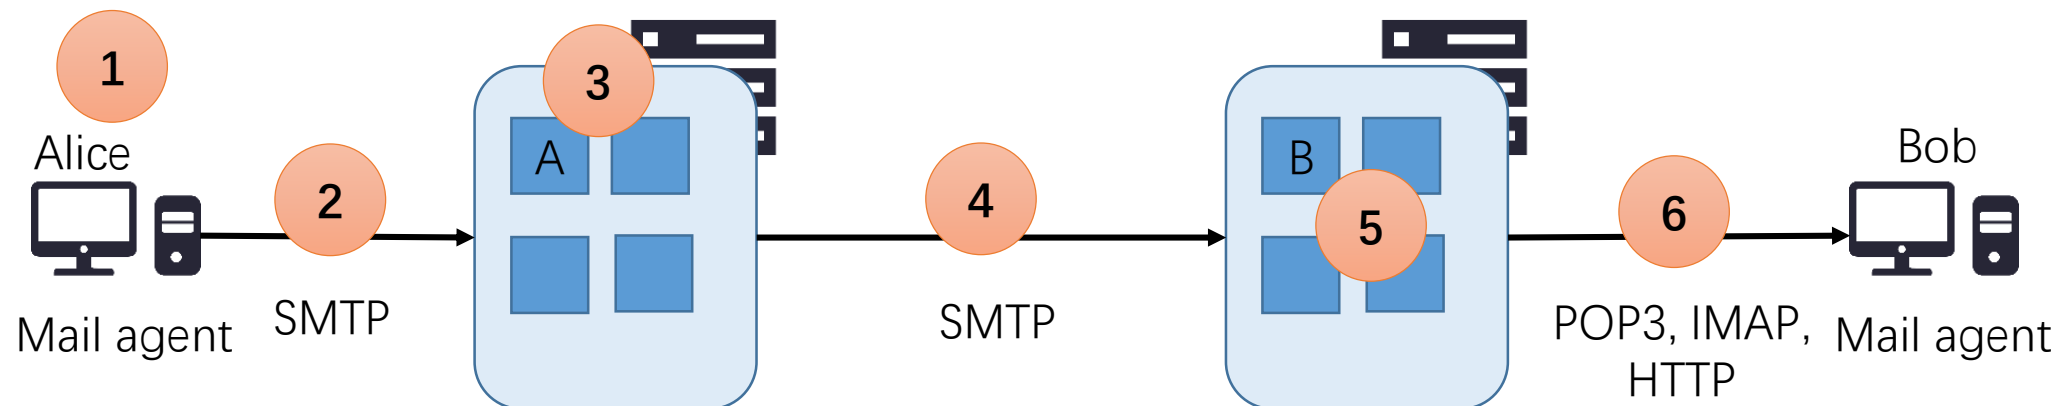 1
Alice
Mail agent
2
SMTP
3
A
4
SMTP
B
5
6
POP3, IMAP,
HTTP
Bob
Mail agent